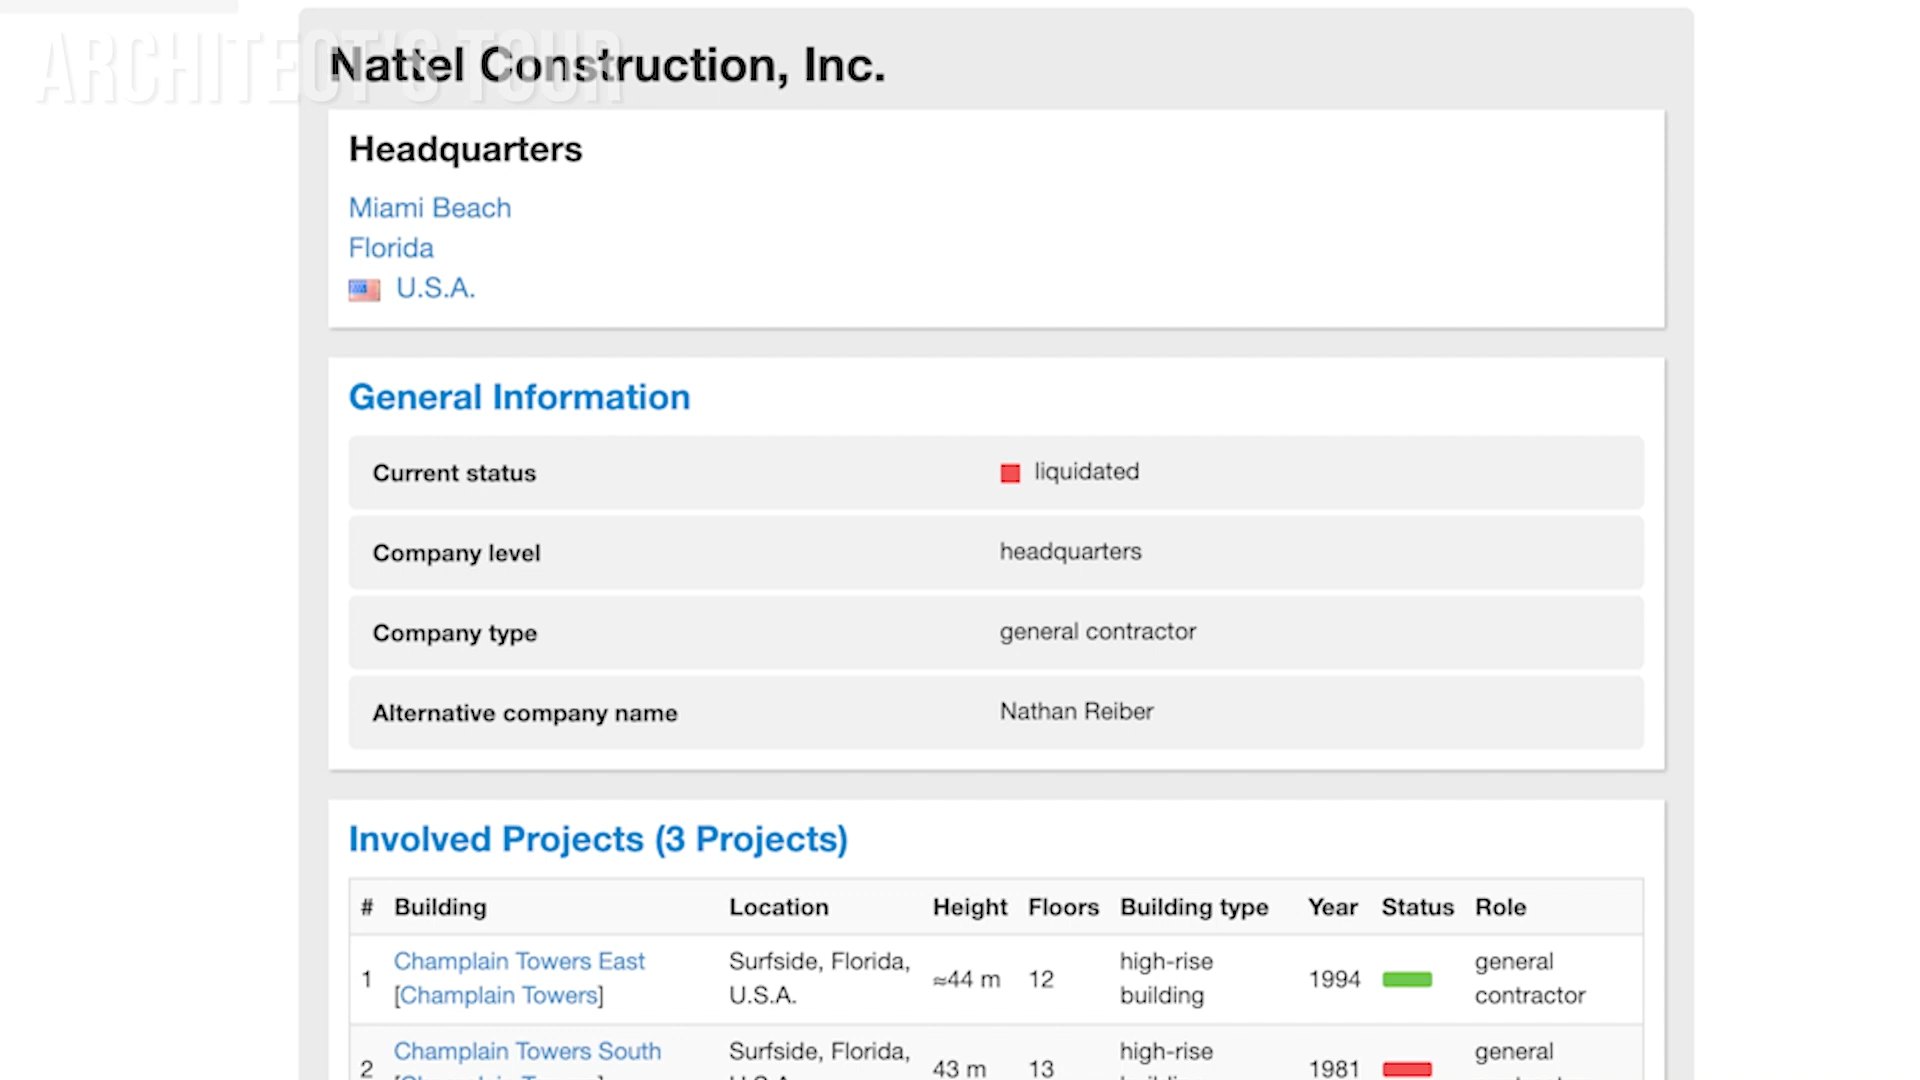 ARCHITECT'S TOUR
Nattel Construction, Inc.
Headquarters
Miami Beach
Florida
U.S.A.
General Information
Current status liquidated
Company level headquarters
Company type general contractor
Alternative company name Nathan Reiber
Involved Projects (3 Projects)
# Building Location Height Floors Building type Year Status Role
1 Champlain Towers East [Champlain Towers] Surfside, Florida, U.S.A. ≈44 m 12 high-rise building 1994 general contractor
2 Champlain Towers South Surfside, Florida, 43 m 13 high-rise 1981 general